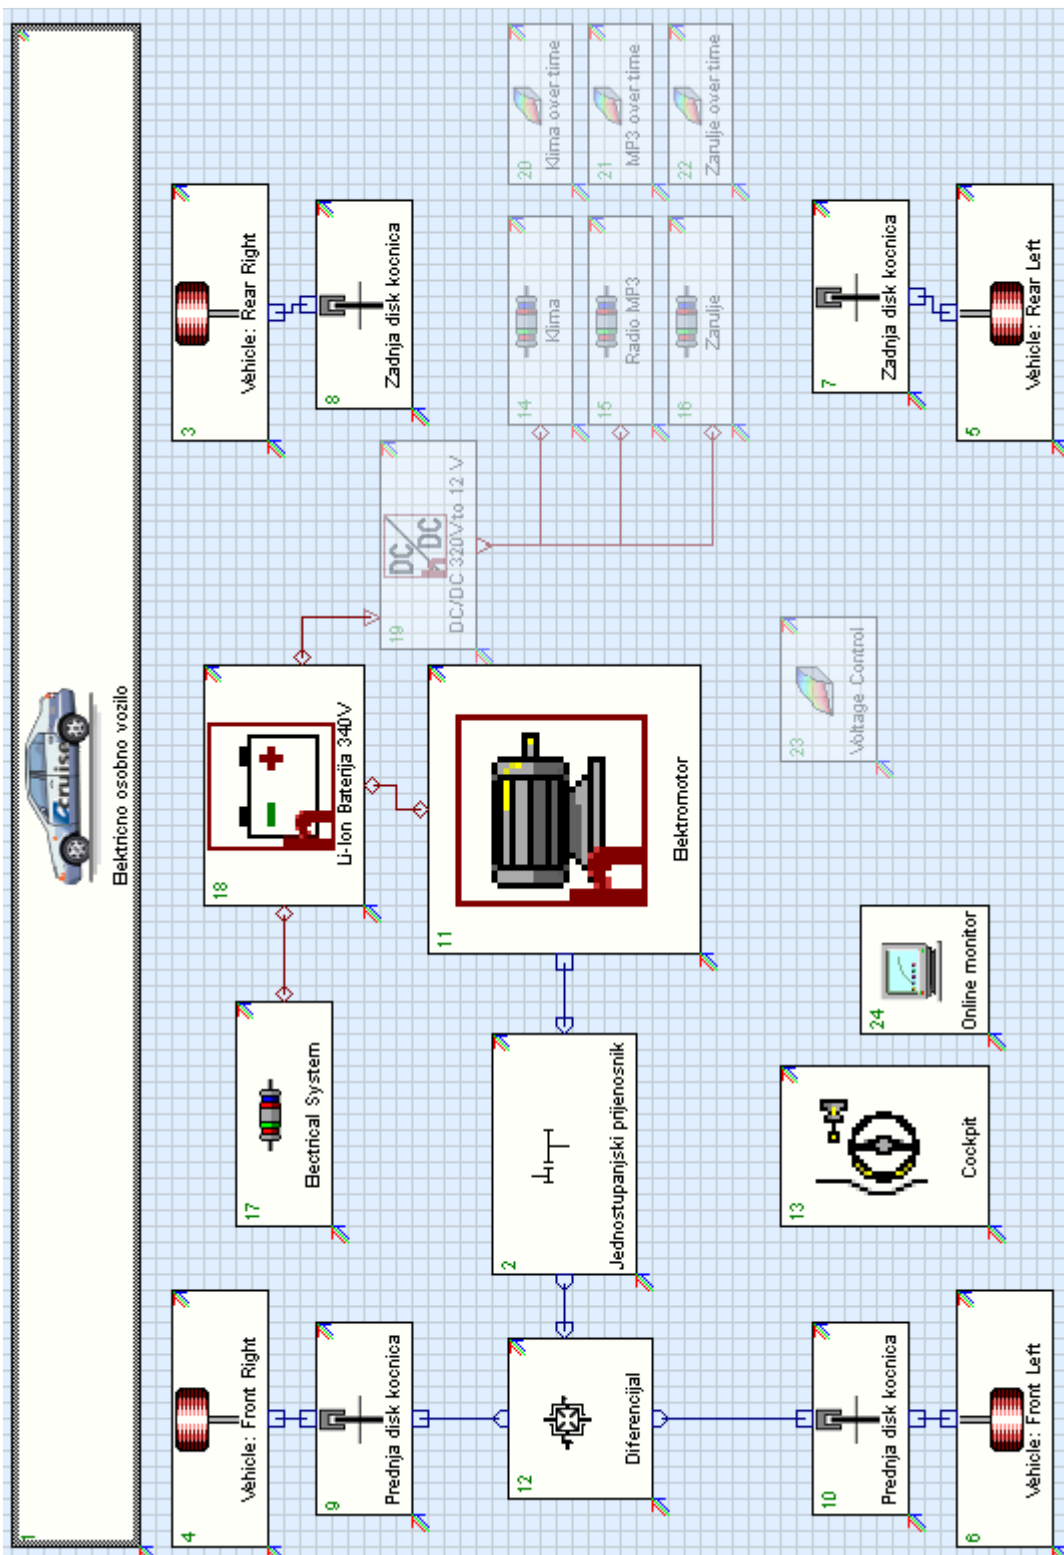 1
cruise
Elektricno osobno vozilo
4
Vehicle: Front Right
3
Vehicle: Rear Right
9
Prednja disk kocnica
17
Electrical System
18
Li-Ion Baterija 340V
8
Zadnja disk kocnica
19
DC/DC
DC/DC 320V to 12 V
12
Diferencijal
2
Jednostupanjski prijenosnik
11
Elektromotor
14
Klima
20
Klima over time
15
Radio MP3
21
MP3 over time
16
Zarulje
22
Zarulje over time
10
Prednja disk kocnica
13
Cockpit
24
Online monitor
23
Voltage Control
7
Zadnja disk kocnica
6
Vehicle: Front Left
5
Vehicle: Rear Left